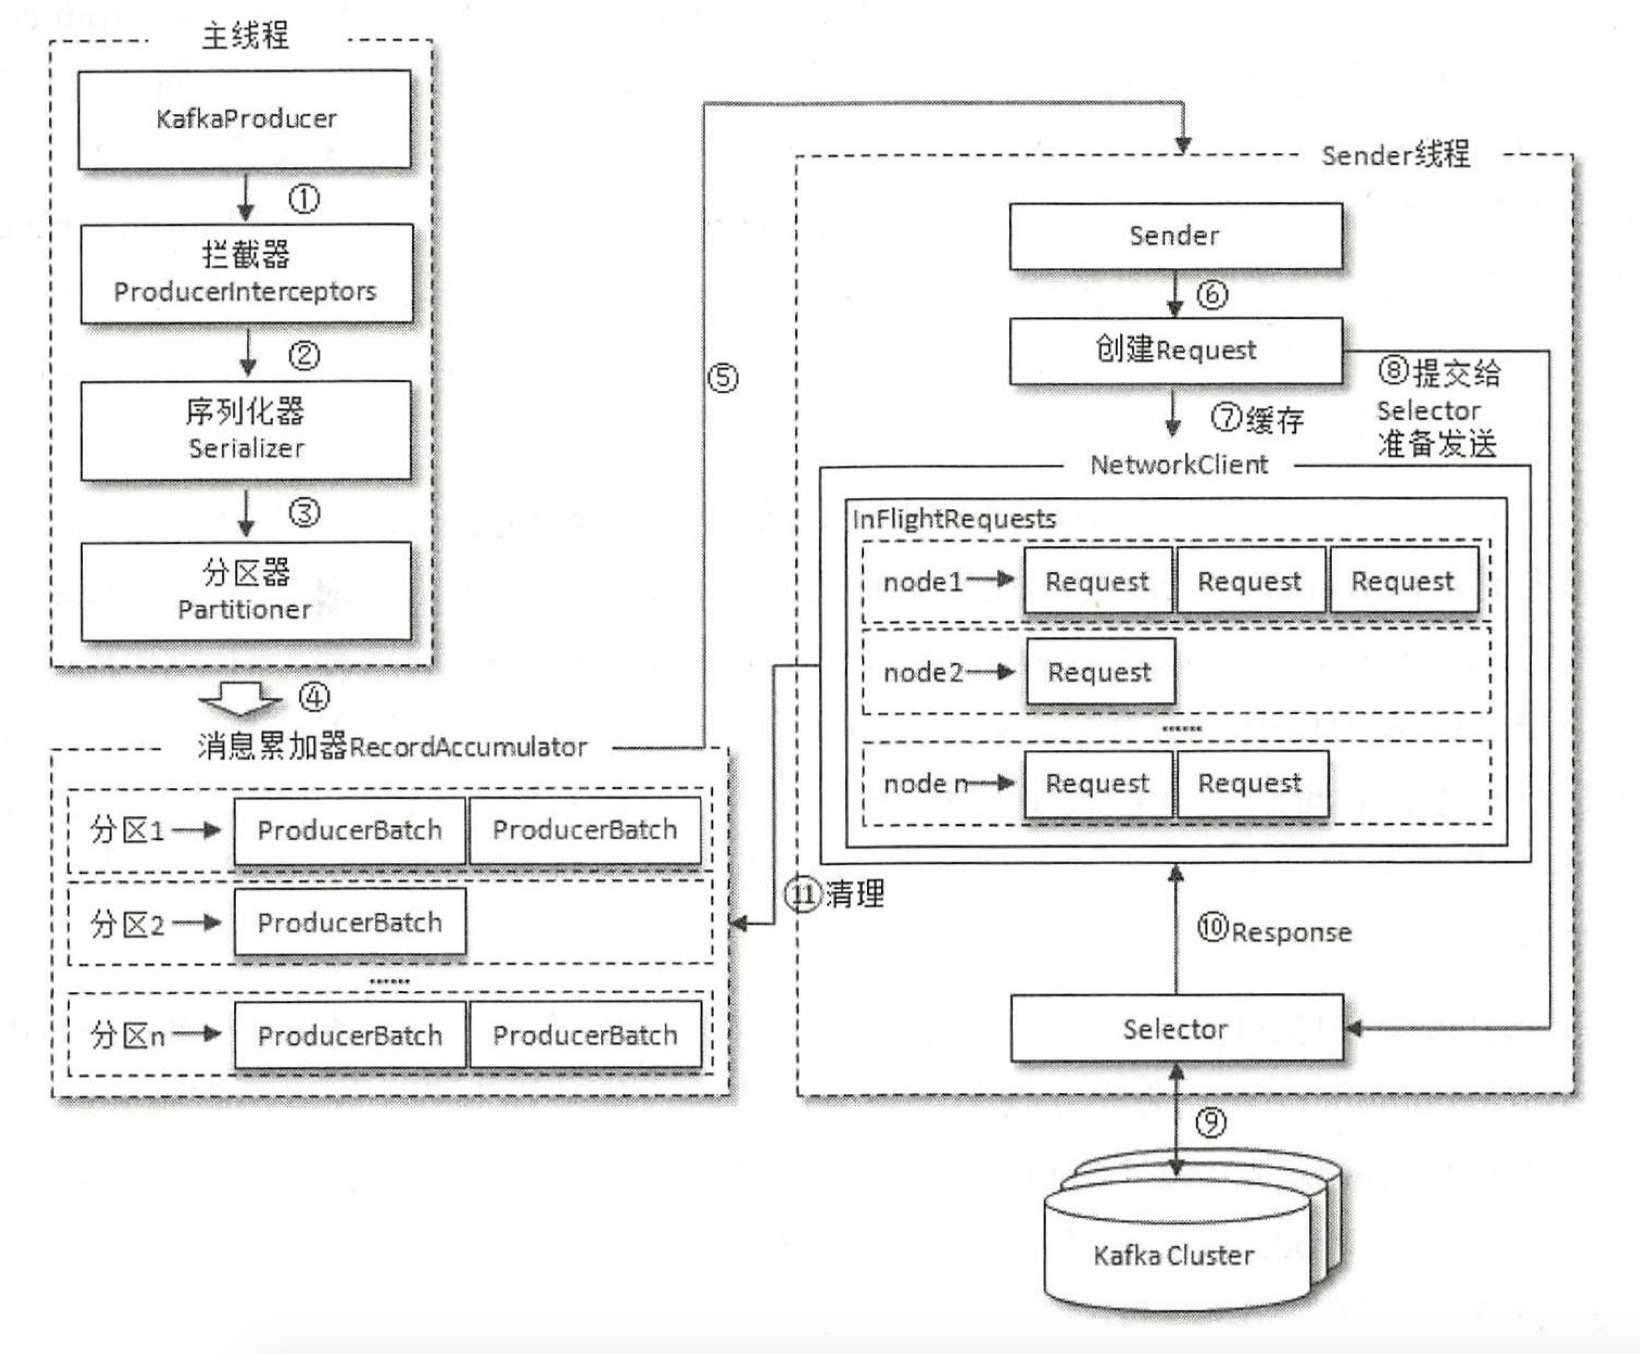 主线程
KafkaProducer
①
拦截器
ProducerInterceptors
②
序列化器
Serializer
③
分区器
Partitioner
④
消息累加器RecordAccumulator
分区1
ProducerBatch
ProducerBatch
分区2
ProducerBatch
······
分区n
ProducerBatch
ProducerBatch
⑤
Sender线程
Sender
⑥
创建Request
⑦缓存
⑧提交给
Selector
准备发送
NetworkClient
InFlightRequests
node1
Request
Request
Request
node2
Request
······
node n
Request
Request
⑪清理
⑩Response
Selector
⑨
Kafka Cluster